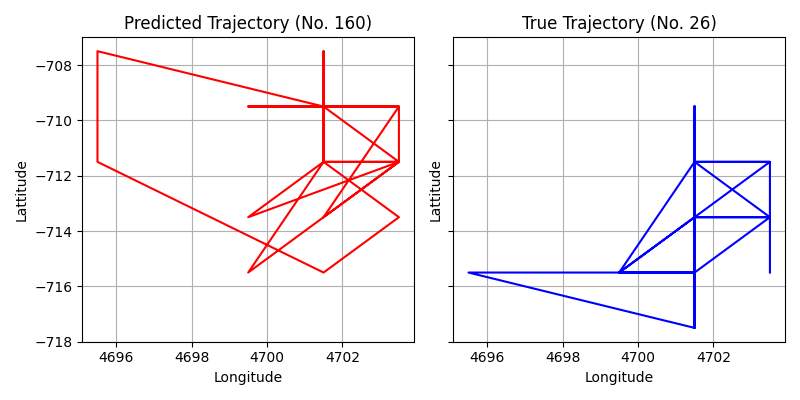 Predicted Trajectory (No. 160)
True Trajectory (No. 26)
Lattitude
−708
−710
−712
−714
−716
−718
4696
4698
4700
4702
Longitude
Lattitude
4696
4698
4700
4702
Longitude